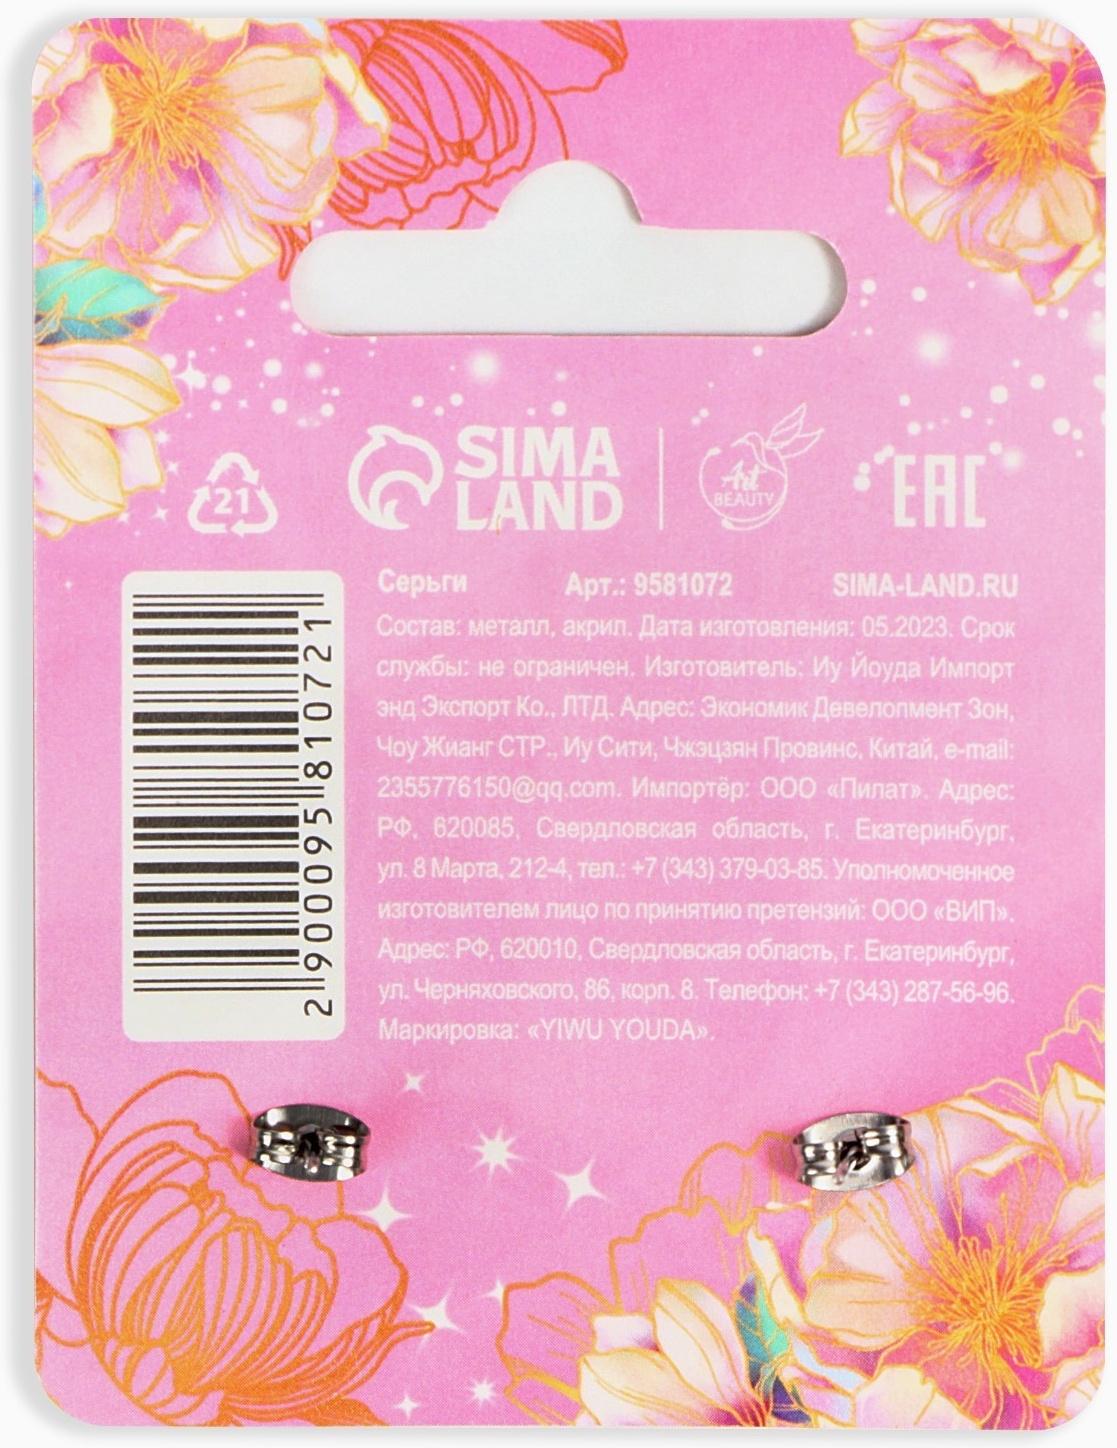 21
SIMA
LAND
Art
BEAUTY
EAC
Серьги Арт.: 9581072 SIMA-LAND.RU
Состав: металл, акрил. Дата изготовления: 05.2023. Срок
службы: не ограничен. Изготовитель: Иу Йоуда Импорт
энд Экспорт Ко., ЛТД. Адрес: Экономик Девелопмент Зон,
Чоу Жианг СТР., Иу Сити, Чжэцзян Провинс, Китай, e-mail:
2355776150@qq.com. Импортёр: ООО «Пилат». Адрес:
РФ, 620085, Свердловская область, г. Екатеринбург,
ул. 8 Марта, 212-4, тел.: +7 (343) 379-03-85. Уполномоченное
изготовителем лицо по принятию претензий: ООО «ВИП».
Адрес: РФ, 620010, Свердловская область, г. Екатеринбург,
ул. Черняховского, 86, корп. 8. Телефон: +7 (343) 287-56-96.
Маркировка: «YIWU YOUDA».
2 900095 810721